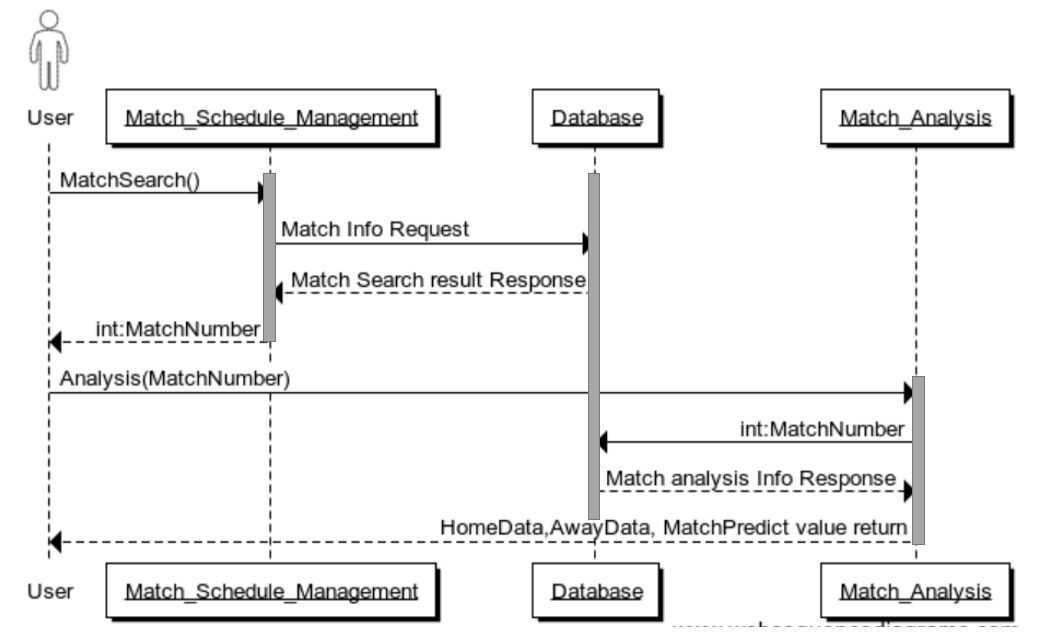 User
Match_Schedule_Management
Database
Match_Analysis
MatchSearch()
Match Info Request
Match Search result Response
int:MatchNumber
Analysis(MatchNumber)
int:MatchNumber
Match analysis Info Response
HomeData,AwayData, MatchPredict value return
User
Match_Schedule_Management
Database
Match_Analysis